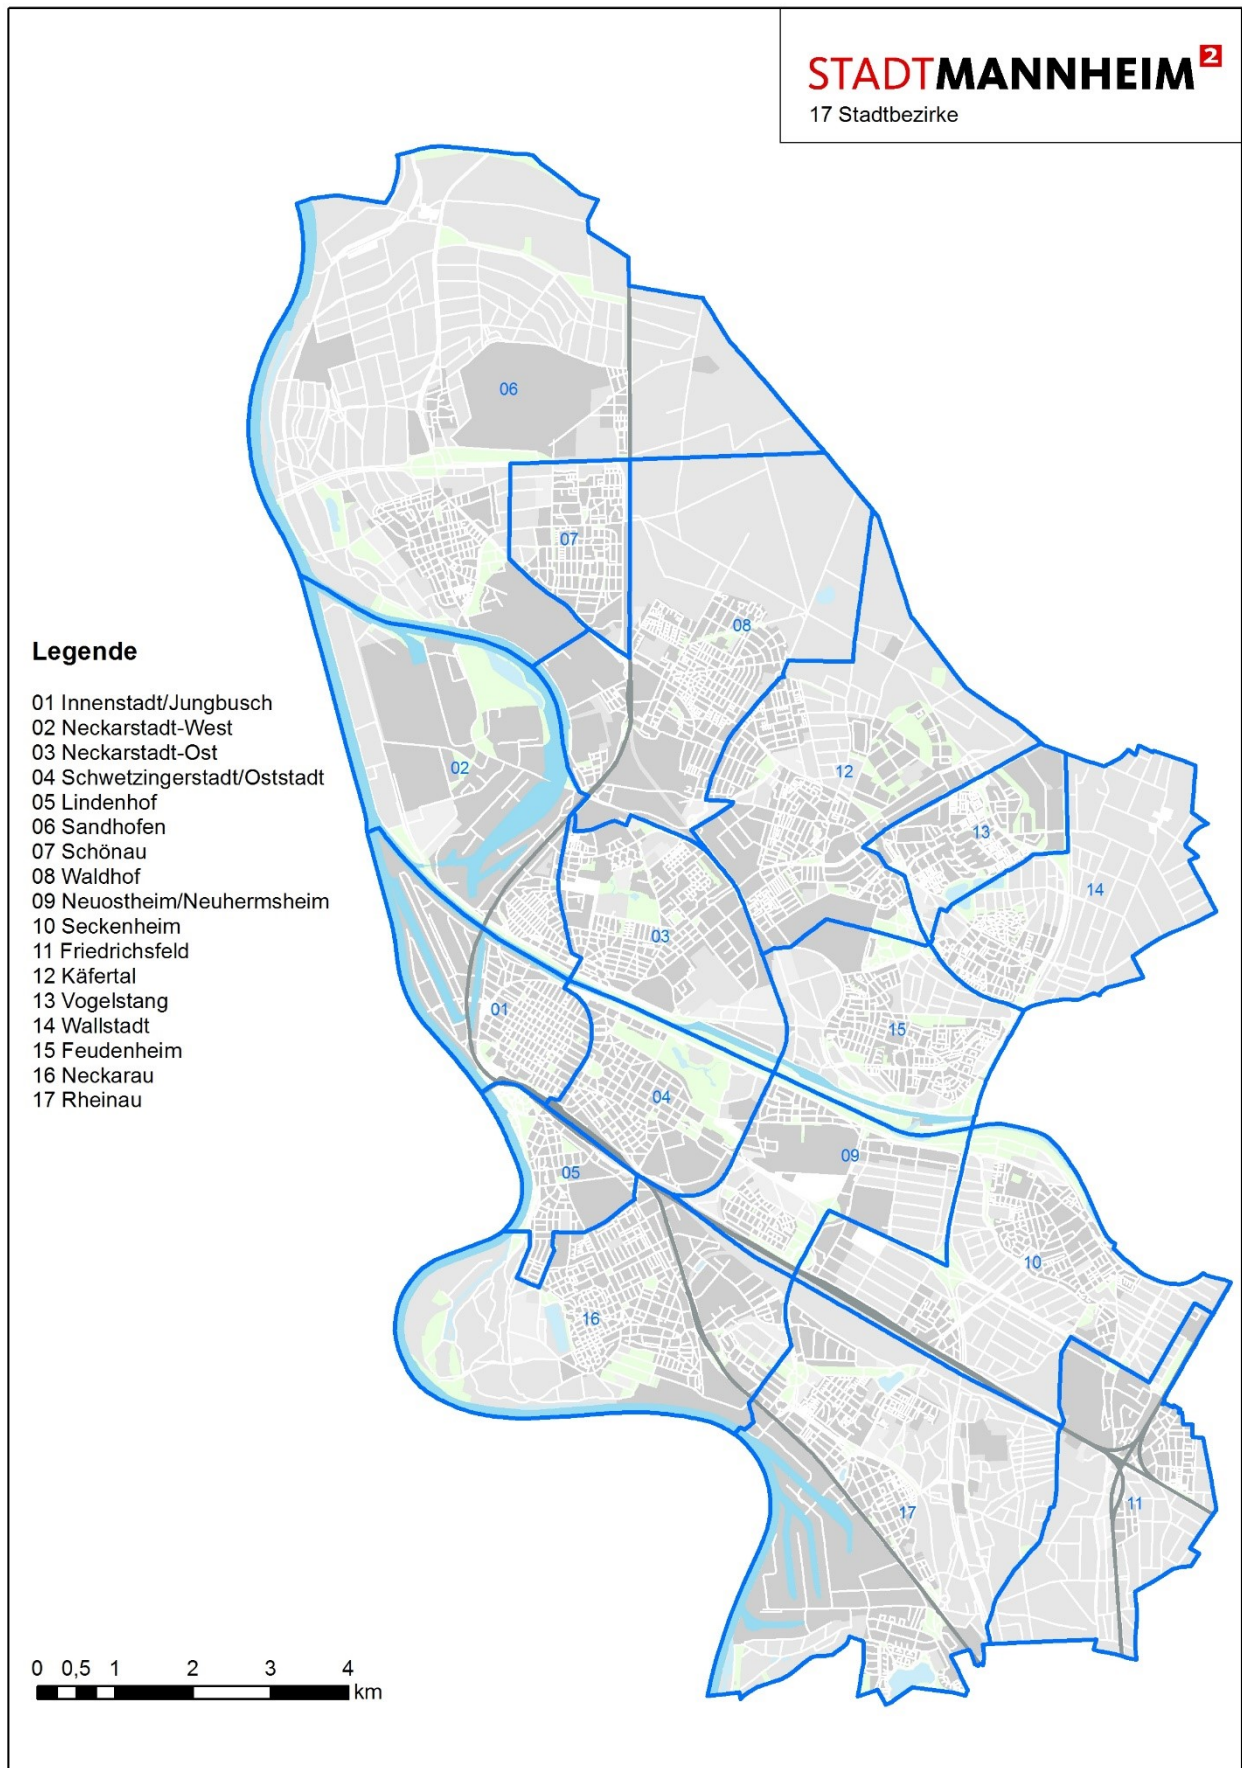 STADTMANNHEIM²
17 Stadtbezirke
06
07
08
Legende
01 Innenstadt/Jungbusch
02 Neckarstadt-West
03 Neckarstadt-Ost
04 Schwetzingerstadt/Oststadt
05 Lindenhof
06 Sandhofen
07 Schönau
08 Waldhof
09 Neuostheim/Neuhermsheim
10 Seckenheim
11 Friedrichsfeld
12 Käfertal
13 Vogelstang
14 Wallstadt
15 Feudenheim
16 Neckarau
17 Rheinau
02
12
13
14
03
01
15
04
09
05
10
16
17
11
0 0,5 1 2 3 4
km